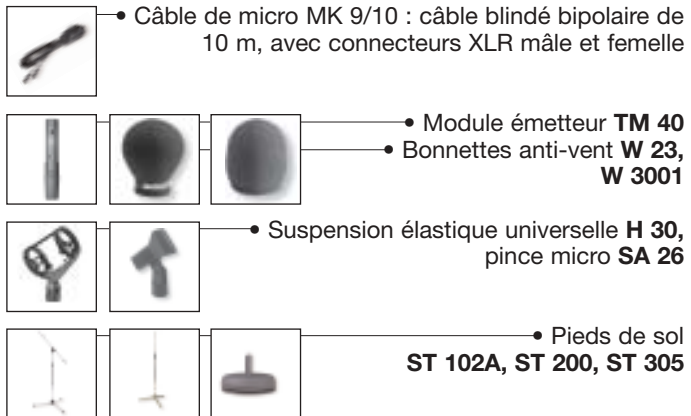 • Câble de micro MK 9/10 : câble blindé bipolaire de
10 m, avec connecteurs XLR mâle et femelle
• Module émetteur TM 40
• Bonnettes anti-vent W 23,
W 3001
• Suspension élastique universelle H 30,
pince micro SA 26
• Pieds de sol
ST 102A, ST 200, ST 305